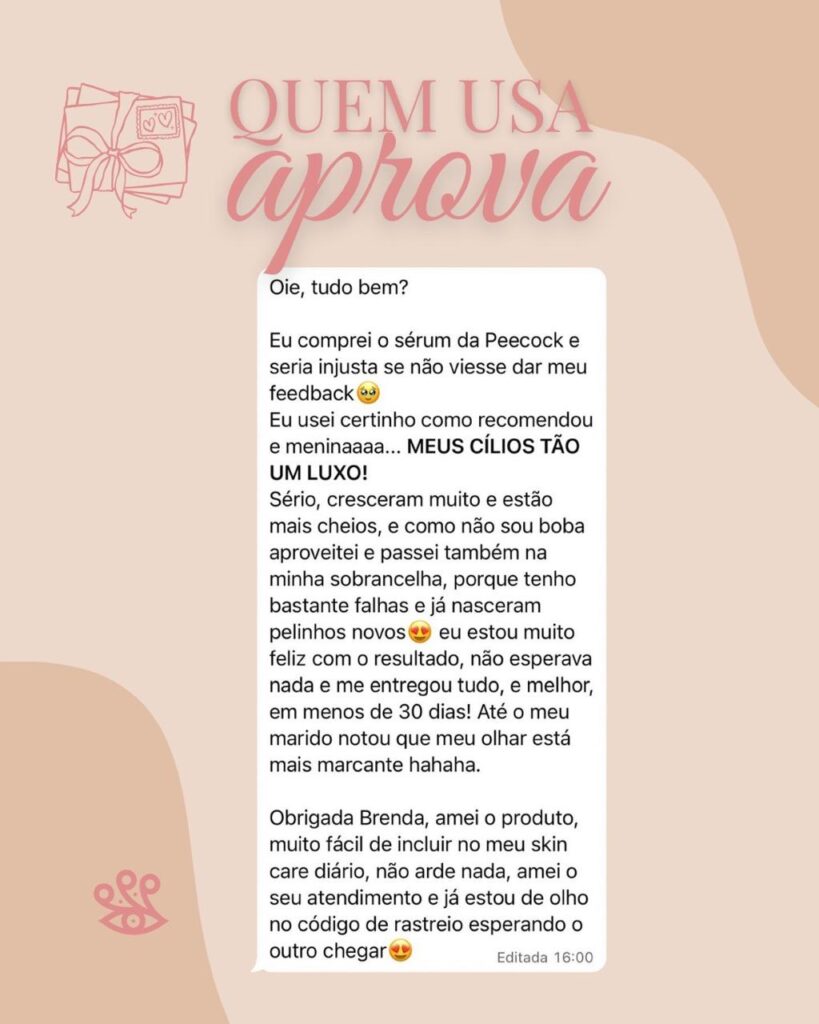 QUEM USA
aprova
Oie, tudo bem?
Eu comprei o sérum da Peecock e
seria injusta se não viesse dar meu
feedback🥹
Eu usei certinho como recomendou
e meninaaaa... MEUS CÍLIOS TÃO
UM LUXO!
Sério, cresceram muito e estão
mais cheios, e como não sou boba
aproveitei e passei também na
minha sobrancelha, porque tenho
bastante falhas e já nasceram
pelinhos novos😍 eu estou muito
feliz com o resultado, não esperava
nada e me entregou tudo, e melhor,
em menos de 30 dias! Até o meu
marido notou que meu olhar está
mais marcante hahaha.
Obrigada Brenda, amei o produto,
muito fácil de incluir no meu skin
care diário, não arde nada, amei o
seu atendimento e já estou de olho
no código de rastreio esperando o
outro chegar😍
Editada 16:00